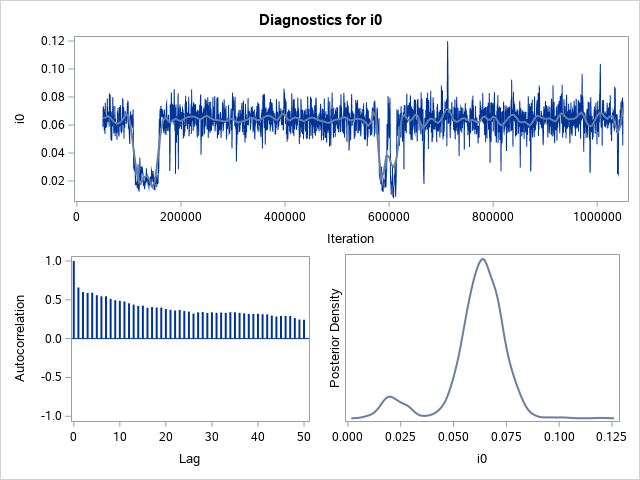 Diagnostics for i0
0.12
0.10
0.08
0.06
0.04
0.02
i0
0 200000 400000 600000 800000 1000000
Iteration
1.0
0.5
0.0
-0.5
-1.0
Autocorrelation
0 10 20 30 40 50
Lag
Posterior Density
0.000 0.025 0.050 0.075 0.100 0.125
i0